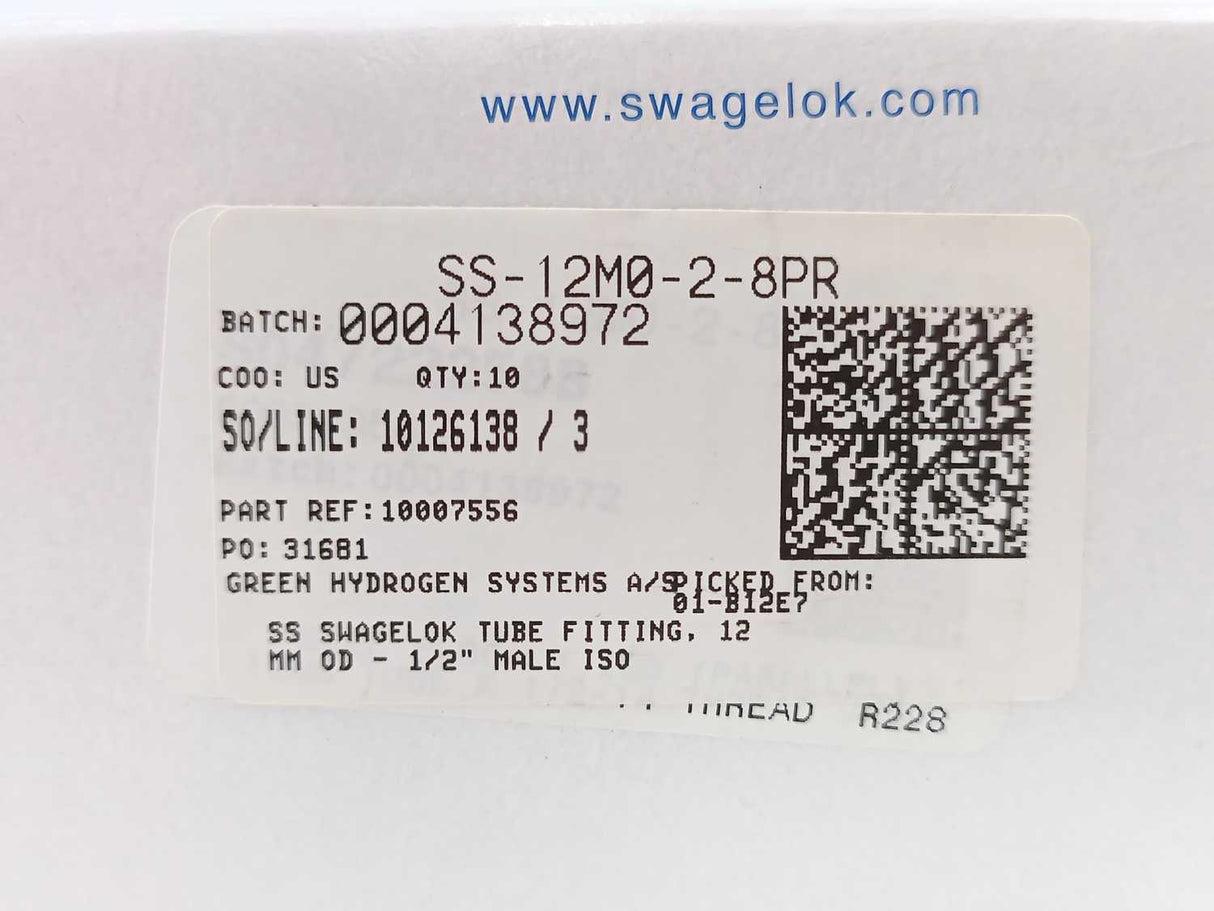 www.swagelok.com
SS-12M0-2-8PR
BATCH: 0004138972
COO: US QTY:10
SO/LINE: 10126138 / 3
PART REF:10007556
PO: 31681
GREEN HYDROGEN SYSTEMS A/S PICKED FROM:
01-B12E7
SS SWAGELOK TUBE FITTING, 12
MM OD - 1/2" MALE ISO
THREAD R228